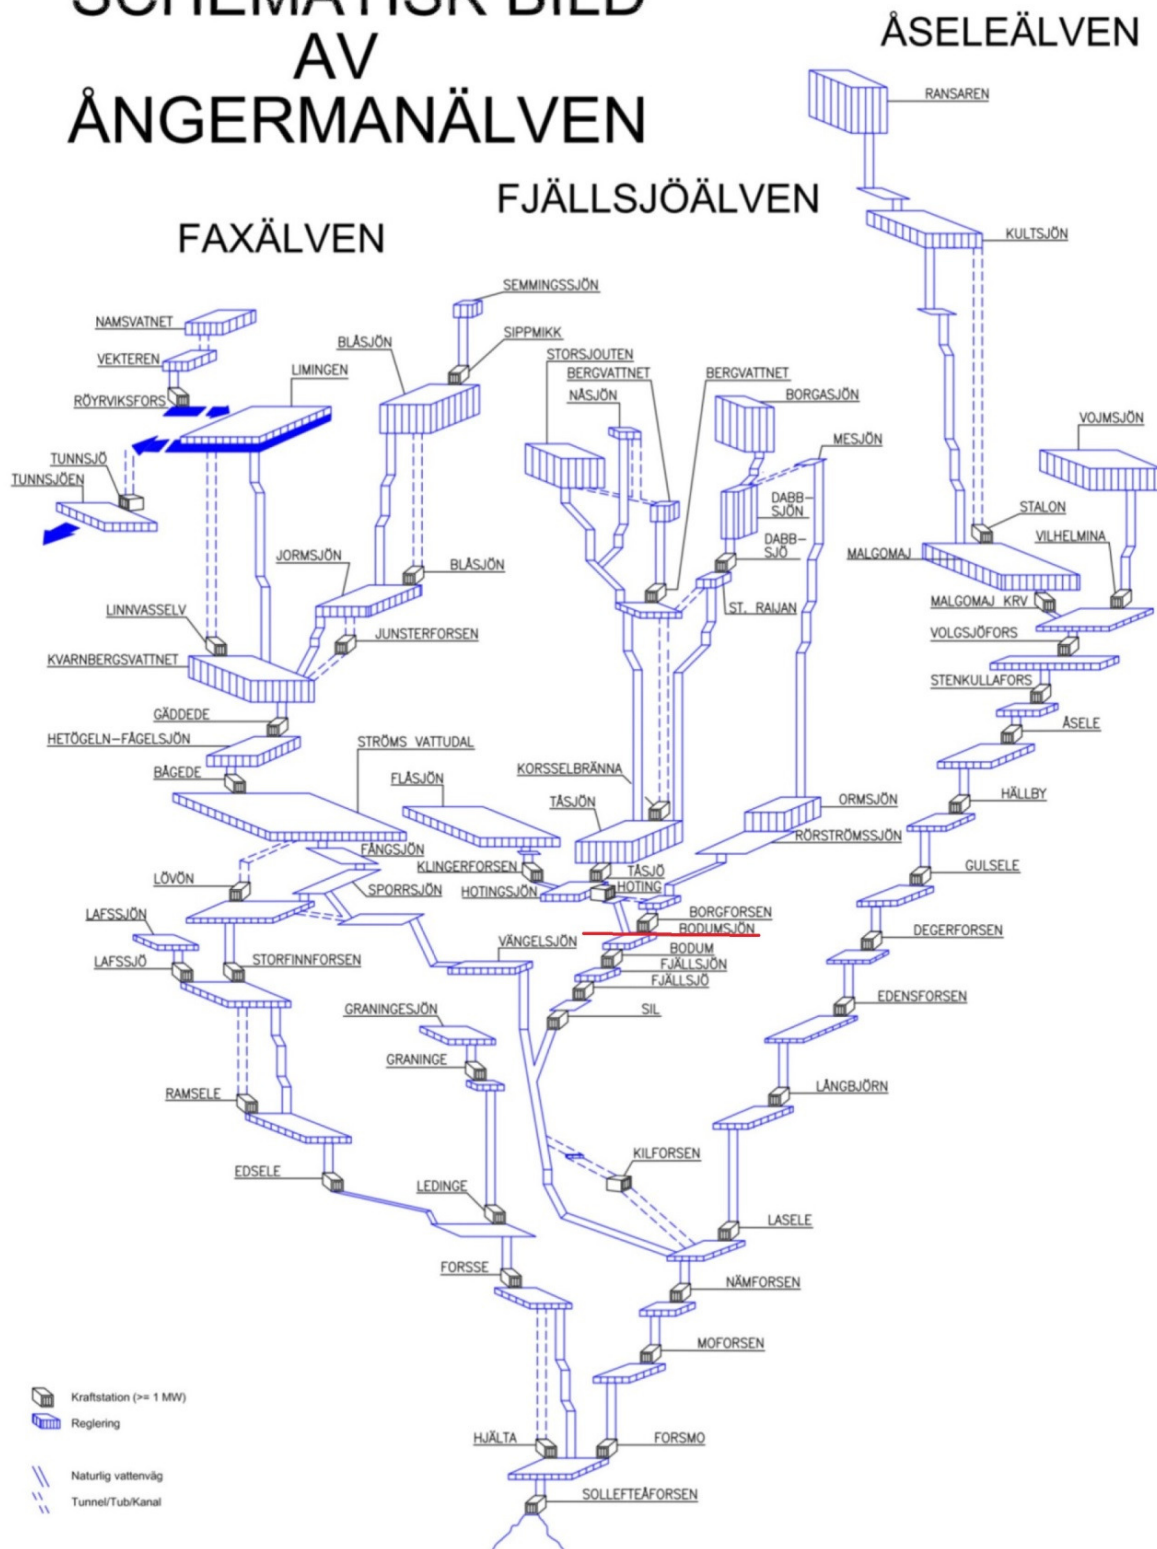 SCHEMATISK BILD
AV
ÅNGERMANÄLVEN
ÅSELEÄLVEN
FJÄLLSJÖÄLVEN
FAXÄLVEN
RANSAREN
KULTSJÖN
SEMMINGSSJÖN
NAMSVATNET
SIPPMIKK
BLÅSJÖN
VEKTEREN
LIMINGEN
STORSJOUTEN
BERGVATTNET
BERGVATTNET
NÅSJÖN
BORGASJÖN
RÖYRVIKSFORS
VOJMSJÖN
MESJÖN
TUNNSJÖ
TUNNSJÖEN
DABB-
SJÖN
STALON
VILHELMINA
DABB-
SJÖ
MALGOMAJ
JORMSJÖN
BLÅSJÖN
MALGOMAJ KRV
ST. RAIJAN
LINNVASSELV
JUNSTERFORSEN
VOLGSJÖFORS
KVARNBERGSVATTNET
STENKULLAFORS
GÄDDEDE
ÅSELE
HETÖGELN-FÅGELSJÖN
STRÖMS VATTUDAL
BÅGEDE
KORSSELBRÄNNA
FLÅSJÖN
TÅSJÖN
ORMSJÖN
HÄLLBY
RÖRSTRÖMSSJÖN
FÅNGSJÖN
KLINGERFORSEN
TÅSJÖ
GULSELE
LÖVÖN
SPORRSJÖN
HOTINGSJÖN
HOTING
LAFSSJÖN
BORGFORSEN
BODUMSJÖN
DEGERFORSEN
VÄNGELSJÖN
BODUM
LAFSSJÖ
STORFINNFORSEN
FJÄLLSJÖN
FJÄLLSJÖ
EDENSFORSEN
GRANINGESJÖN
SIL
GRANINGE
RAMSELE
LÅNGBJÖRN
KILFORSEN
EDSELE
LEDINGE
LASELE
FORSSE
NÄMFORSEN
MOFORSEN
Kraftstation (>= 1 MW)
Reglering
HJÄLTA
FORSMO
Naturlig vattenväg
Tunnel/Tub/Kanal
SOLLEFTEÅFORSEN